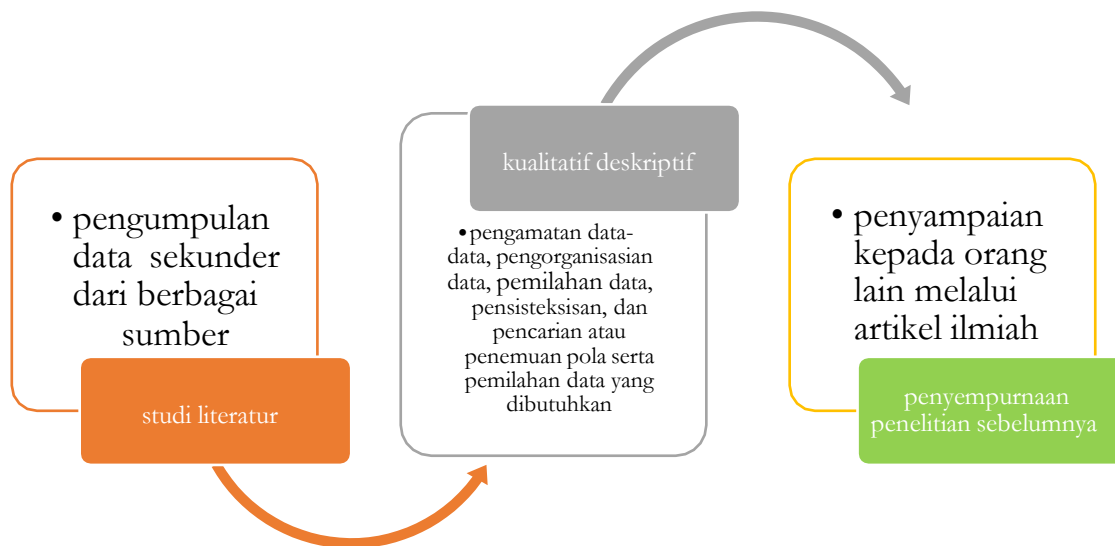 • pengumpulan
data sekunder
dari berbagai
sumber
studi literatur
kualitatif deskriptif
•pengamatan data-
data, pengorganisasian
data, pemilahan data,
pensisteksisan, dan
pencarian atau
penemuan pola serta
pemilahan data yang
dibutuhkan
• penyampaian
kepada orang
lain melalui
artikel ilmiah
penyempurnaan
penelitian sebelumnya